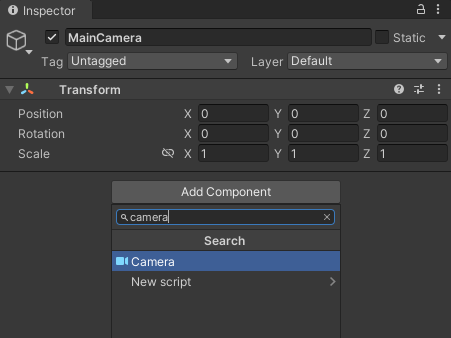 Inspector
MainCamera Static
Tag Untagged Layer Default
Transform
Position X 0 Y 0 Z 0
Rotation X 0 Y 0 Z 0
Scale X 1 Y 1 Z 1
Add Component
camera
Search
Camera
New script